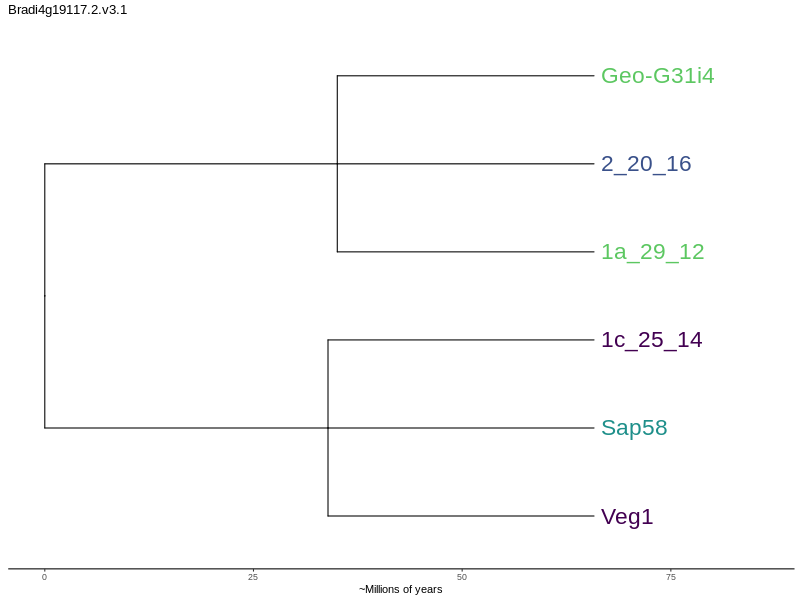 Bradi4g19117.2.v3.1
Geo-G31i4
2_20_16
1a_29_12
1c_25_14
Sap58
Veg1
0 25 50 75
~Millions of years